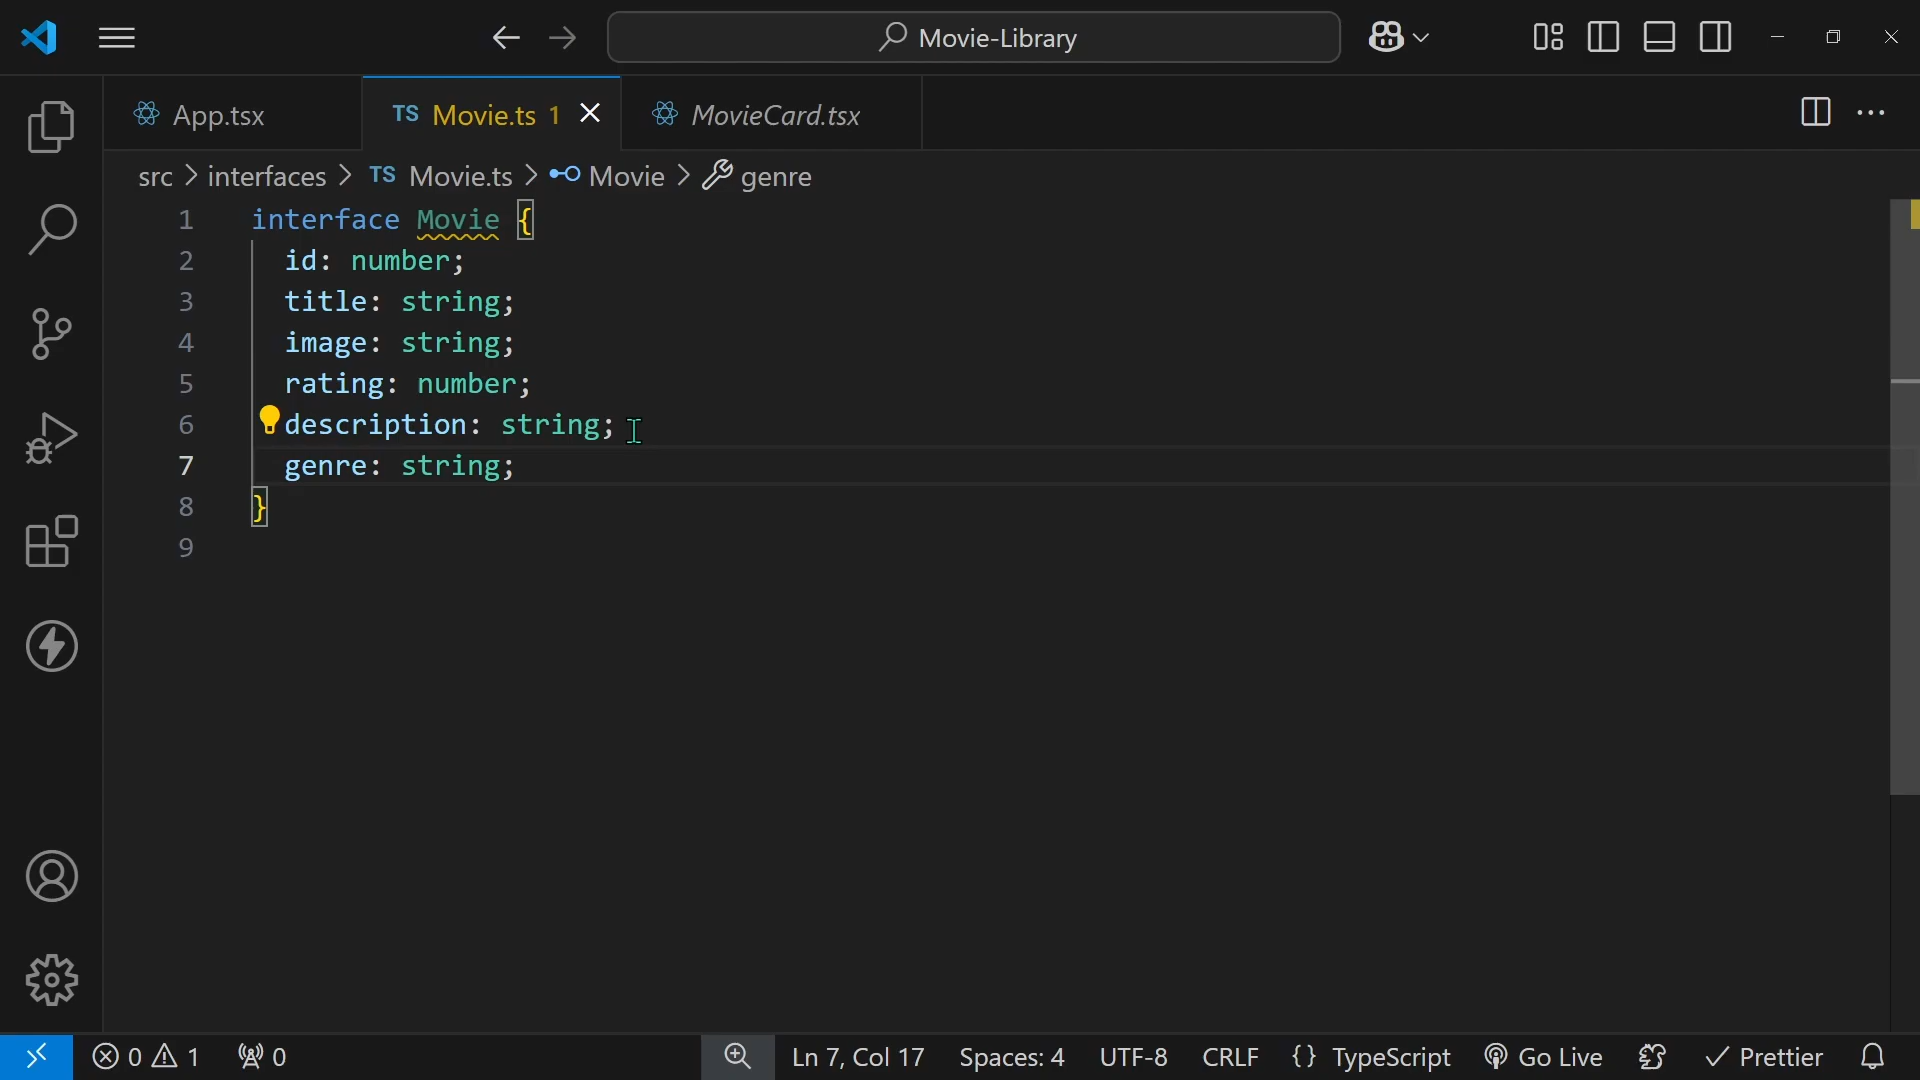 Movie-Library
App.tsx
TS Movie.ts 1
MovieCard.tsx
src > interfaces > TS Movie.ts > Movie > genre
1 interface Movie {
2 id: number;
3 title: string;
4 image: string;
5 rating: number;
6 description: string;
7 genre: string;
8 }
9
0 1 0 Ln 7, Col 17 Spaces: 4 UTF-8 CRLF {} TypeScript Go Live Prettier